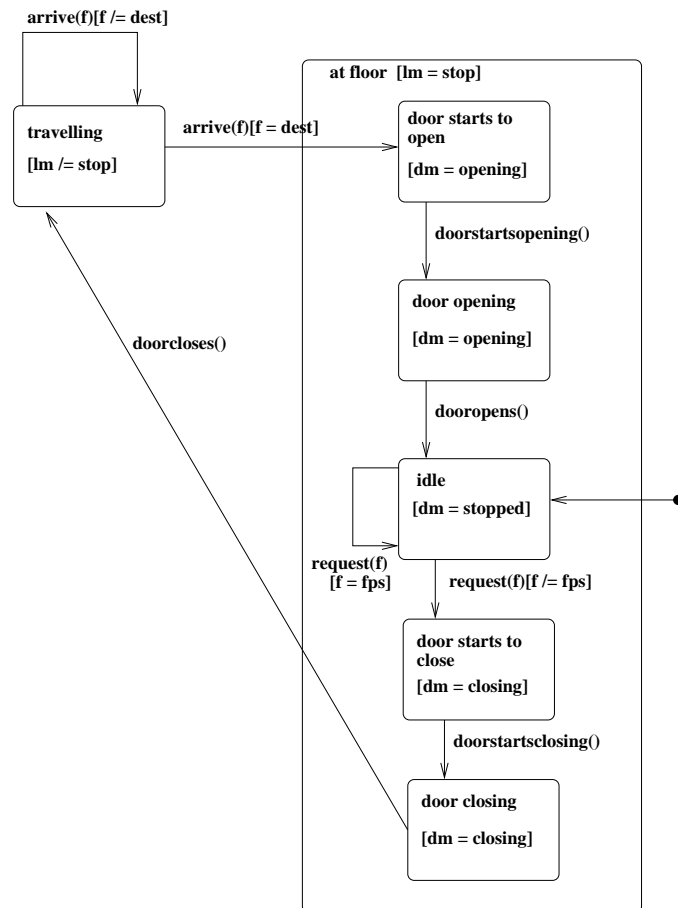 arrive(f)[f /= dest]
at floor [lm = stop]
travelling
[lm /= stop]
arrive(f)[f = dest]
door starts to
open
[dm = opening]
doorstartsopening()
door opening
[dm = opening]
doorcloses()
dooropens()
idle
[dm = stopped]
request(f)
[f = fps]
request(f)[f /= fps]
door starts to
close
[dm = closing]
doorstartsclosing()
door closing
[dm = closing]